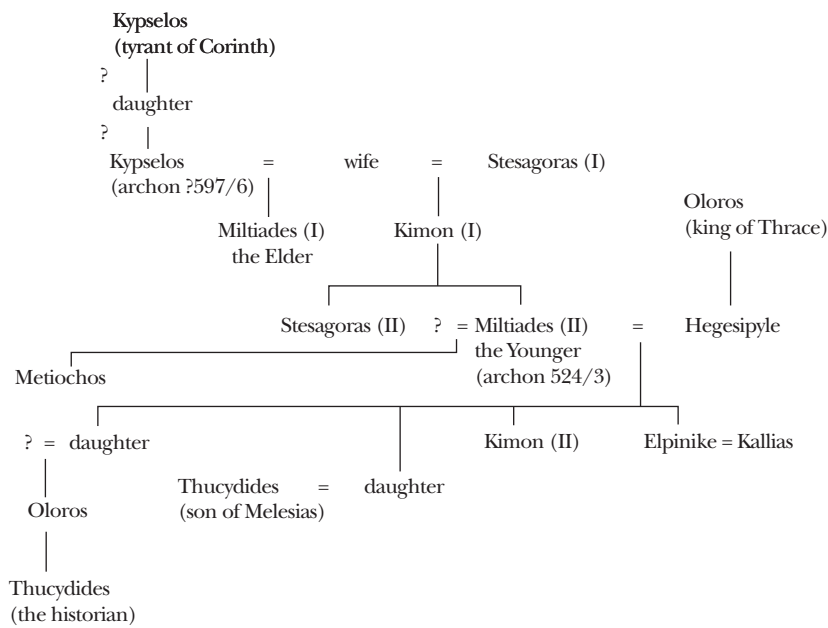 Kypselos
(tyrant of Corinth)
?
daughter
?
Kypselos = wife = Stesagoras (I)
(archon ?597/6)
Oloros
(king of Thrace)
Miltiades (I) Kimon (I)
the Elder
Stesagoras (II) ? = Miltiades (II) = Hegesipyle
the Younger
(archon 524/3)
Metiochos
? = daughter Kimon (II) Elpinike = Kallias
Thucydides = daughter
(son of Melesias)
Oloros
Thucydides
(the historian)